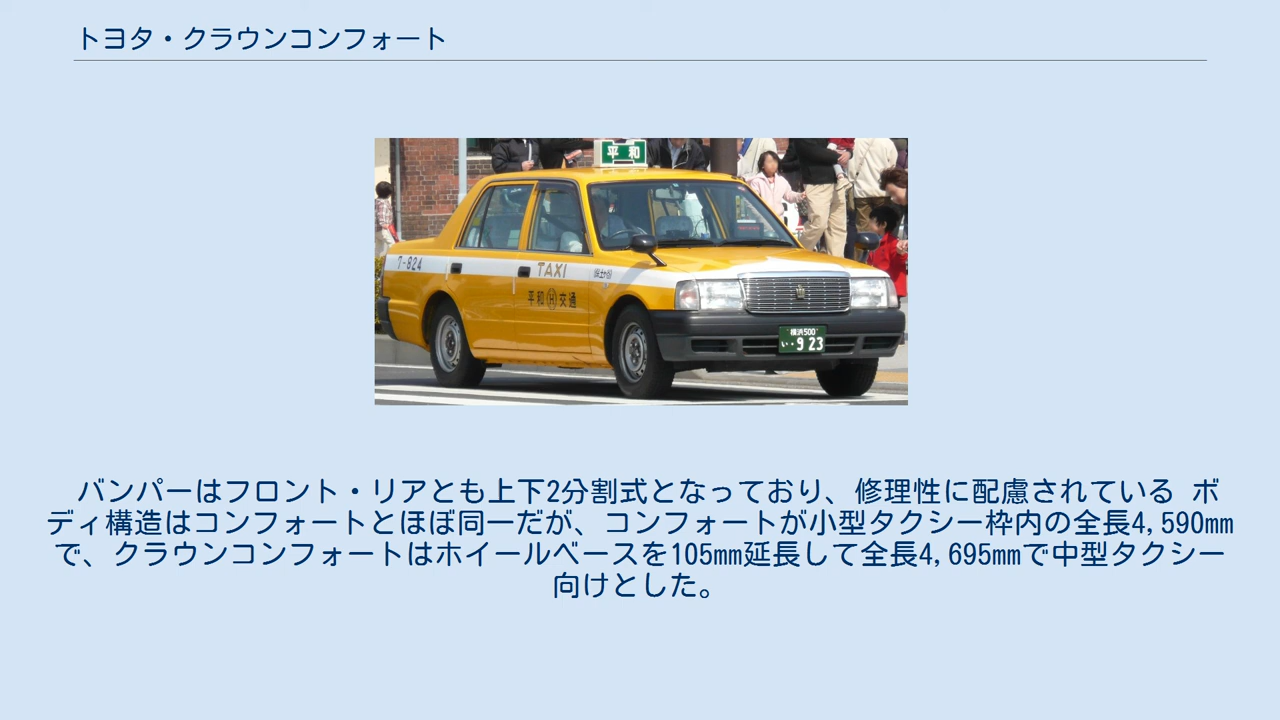 トヨタ・クラウンコンフォート
平和
7-824
TAXI
平和 H 交通
横浜500
い・923
バンパーはフロント・リアとも上下2分割式となっており、修理性に配慮されている ボ
ディ構造はコンフォートとほぼ同一だが、コンフォートが小型タクシー枠内の全長4,590mm
で、クラウンコンフォートはホイールベースを105mm延長して全長4,695mmで中型タクシー
向けとした。